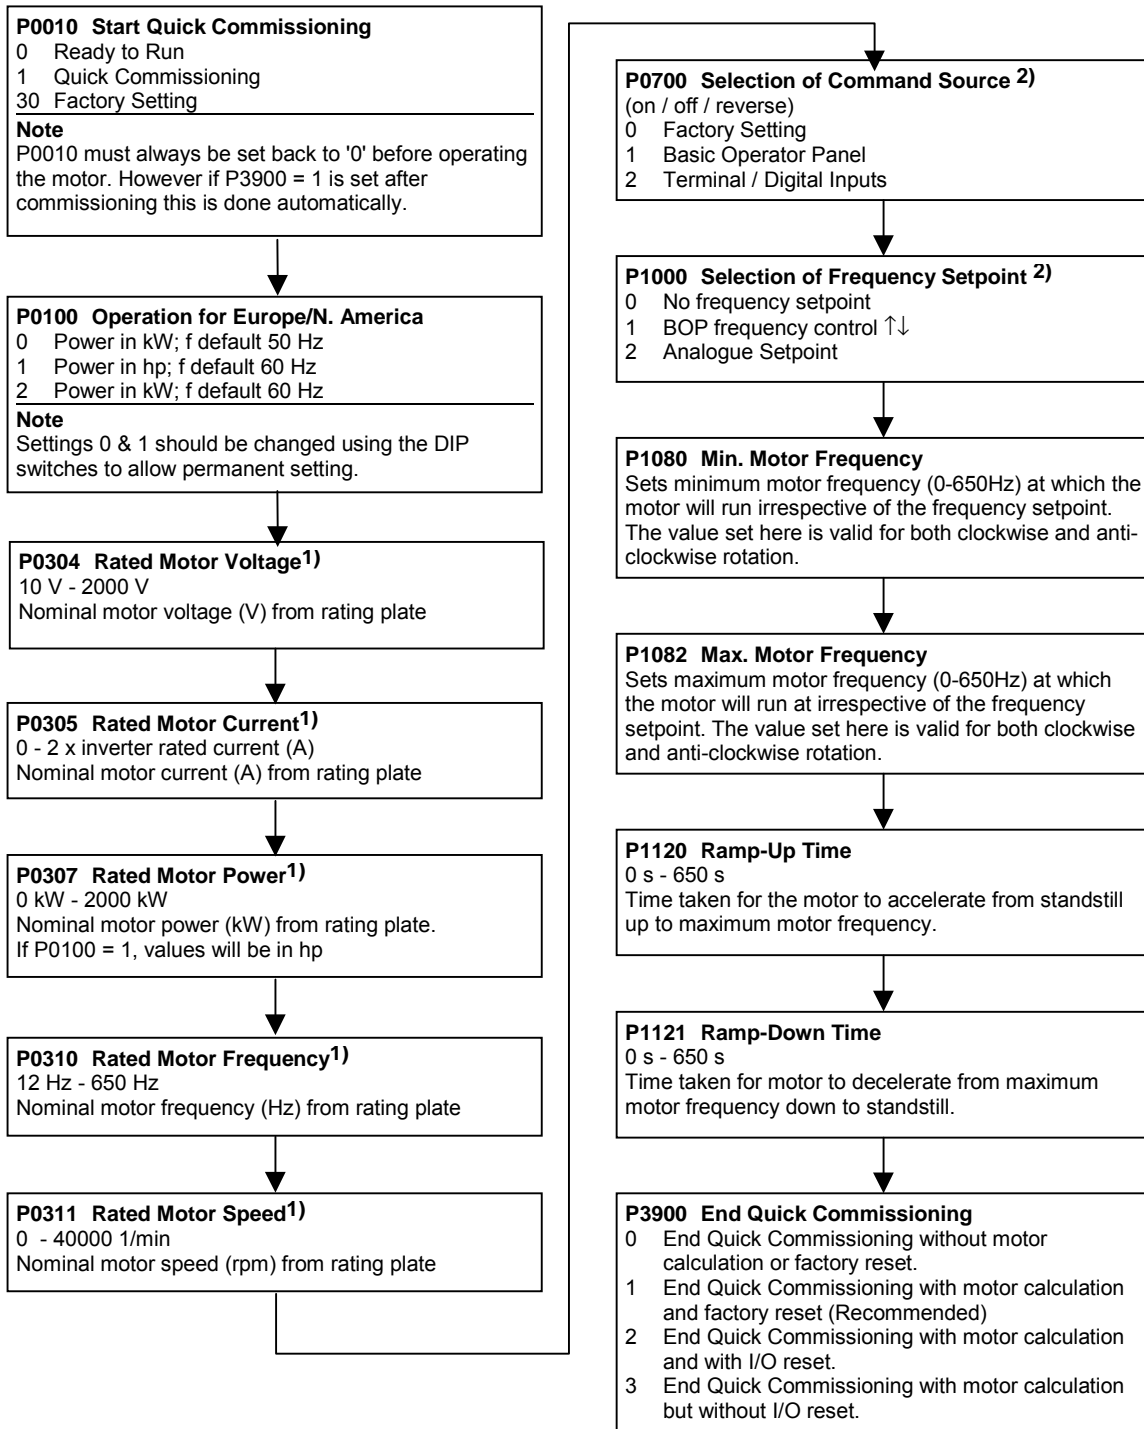 P0010 Start Quick Commissioning
0 Ready to Run
1 Quick Commissioning
30 Factory Setting
Note
P0010 must always be set back to '0' before operating
the motor. However if P3900 = 1 is set after
commissioning this is done automatically.
P0100 Operation for Europe/N. America
0 Power in kW; f default 50 Hz
1 Power in hp; f default 60 Hz
2 Power in kW; f default 60 Hz
Note
Settings 0 & 1 should be changed using the DIP
switches to allow permanent setting.
P0304 Rated Motor Voltage1)
10 V - 2000 V
Nominal motor voltage (V) from rating plate
P0305 Rated Motor Current1)
0 - 2 x inverter rated current (A)
Nominal motor current (A) from rating plate
P0307 Rated Motor Power1)
0 kW - 2000 kW
Nominal motor power (kW) from rating plate.
If P0100 = 1, values will be in hp
P0310 Rated Motor Frequency1)
12 Hz - 650 Hz
Nominal motor frequency (Hz) from rating plate
P0311 Rated Motor Speed1)
0 - 40000 1/min
Nominal motor speed (rpm) from rating plate
P0700 Selection of Command Source 2)
(on / off / reverse)
0 Factory Setting
1 Basic Operator Panel
2 Terminal / Digital Inputs
P1000 Selection of Frequency Setpoint 2)
0 No frequency setpoint
1 BOP frequency control ↑↓
2 Analogue Setpoint
P1080 Min. Motor Frequency
Sets minimum motor frequency (0-650Hz) at which the
motor will run irrespective of the frequency setpoint.
The value set here is valid for both clockwise and anti-
clockwise rotation.
P1082 Max. Motor Frequency
Sets maximum motor frequency (0-650Hz) at which
the motor will run at irrespective of the frequency
setpoint. The value set here is valid for both clockwise
and anti-clockwise rotation.
P1120 Ramp-Up Time
0 s - 650 s
Time taken for the motor to accelerate from standstill
up to maximum motor frequency.
P1121 Ramp-Down Time
0 s - 650 s
Time taken for motor to decelerate from maximum
motor frequency down to standstill.
P3900 End Quick Commissioning
0 End Quick Commissioning without motor
calculation or factory reset.
1 End Quick Commissioning with motor calculation
and factory reset (Recommended)
2 End Quick Commissioning with motor calculation
and with I/O reset.
3 End Quick Commissioning with motor calculation
but without I/O reset.